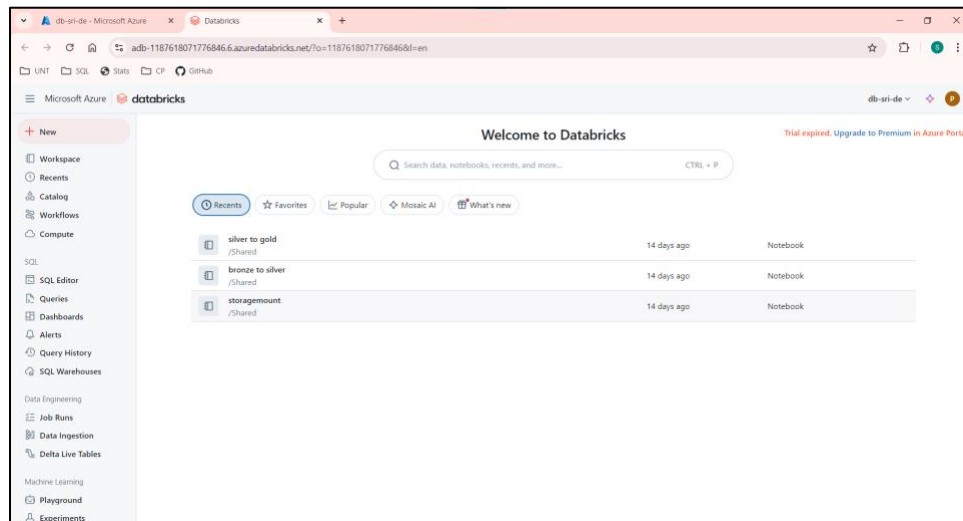 db-sri-de - Microsoft Azure
Databricks
adb-1187618071776846.6.azuredatabricks.net/?o=1187618071776846&l=en
S
UNT SQL Stats CP GitHub
Microsoft Azure databricks
db-sri-de
P
New
Welcome to Databricks
Trial expired. Upgrade to Premium in Azure Porta
Search data, notebooks, recents, and more... CTRL + P
Workspace
Recents
Catalog
Workflows
Compute
Recents Favorites Popular Mosaic AI What's new
silver to gold
/Shared
14 days ago Notebook
bronze to silver
/Shared
14 days ago Notebook
storagemount
/Shared
14 days ago Notebook
SQL
SQL Editor
Queries
Dashboards
Alerts
Query History
SQL Warehouses
Data Engineering
Job Runs
Data Ingestion
Delta Live Tables
Machine Learning
Playground
Experiments